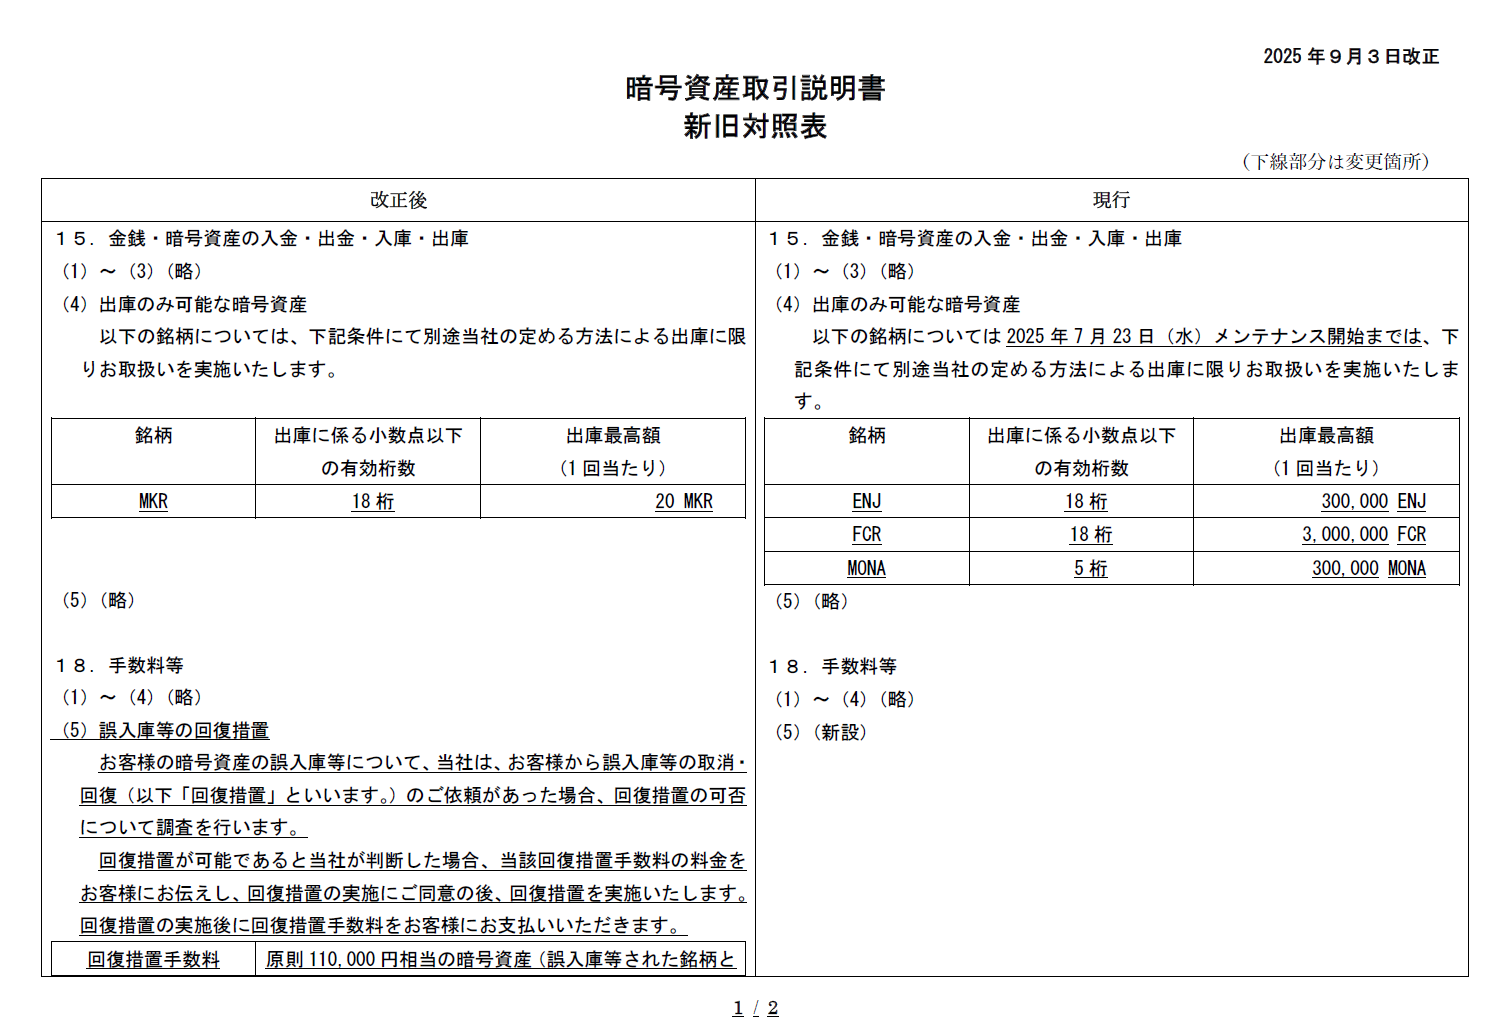 2025 年９月３日改正
暗号資産取引説明書
新旧対照表
（下線部分は変更箇所）
改正後
１５．金銭・暗号資産の入金・出金・入庫・出庫
（1）～（3）（略）
（4）出庫のみ可能な暗号資産
以下の銘柄については、下記条件にて別途当社の定める方法による出庫に限
りお取扱いを実施いたします。
銘柄
出庫に係る小数点以下
の有効桁数
出庫最高額
（1 回当たり）
MKR
18 桁
20 MKR
（5）（略）
１８．手数料等
（1）～（4）（略）
（5）誤入庫等の回復措置
お客様の暗号資産の誤入庫等について、当社は、お客様から誤入庫等の取消・
回復（以下「回復措置」といいます。）のご依頼があった場合、回復措置の可否
について調査を行います。
回復措置が可能であると当社が判断した場合、当該回復措置手数料の料金を
お客様にお伝えし、回復措置の実施にご同意の後、回復措置を実施いたします。
回復措置の実施後に回復措置手数料をお客様にお支払いいただきます。
回復措置手数料
原則 110,000 円相当の暗号資産（誤入庫等された銘柄と
現行
１５．金銭・暗号資産の入金・出金・入庫・出庫
（1）～（3）（略）
（4）出庫のみ可能な暗号資産
以下の銘柄については 2025 年 7 月 23 日（水）メンテナンス開始までは、下
記条件にて別途当社の定める方法による出庫に限りお取扱いを実施いたしま
す。
銘柄
出庫に係る小数点以下
の有効桁数
出庫最高額
（1 回当たり）
ENJ
18 桁
300,000 ENJ
FCR
18 桁
3,000,000 FCR
MONA
5 桁
300,000 MONA
（5）（略）
１８．手数料等
（1）～（4）（略）
（5）（新設）
1 / 2